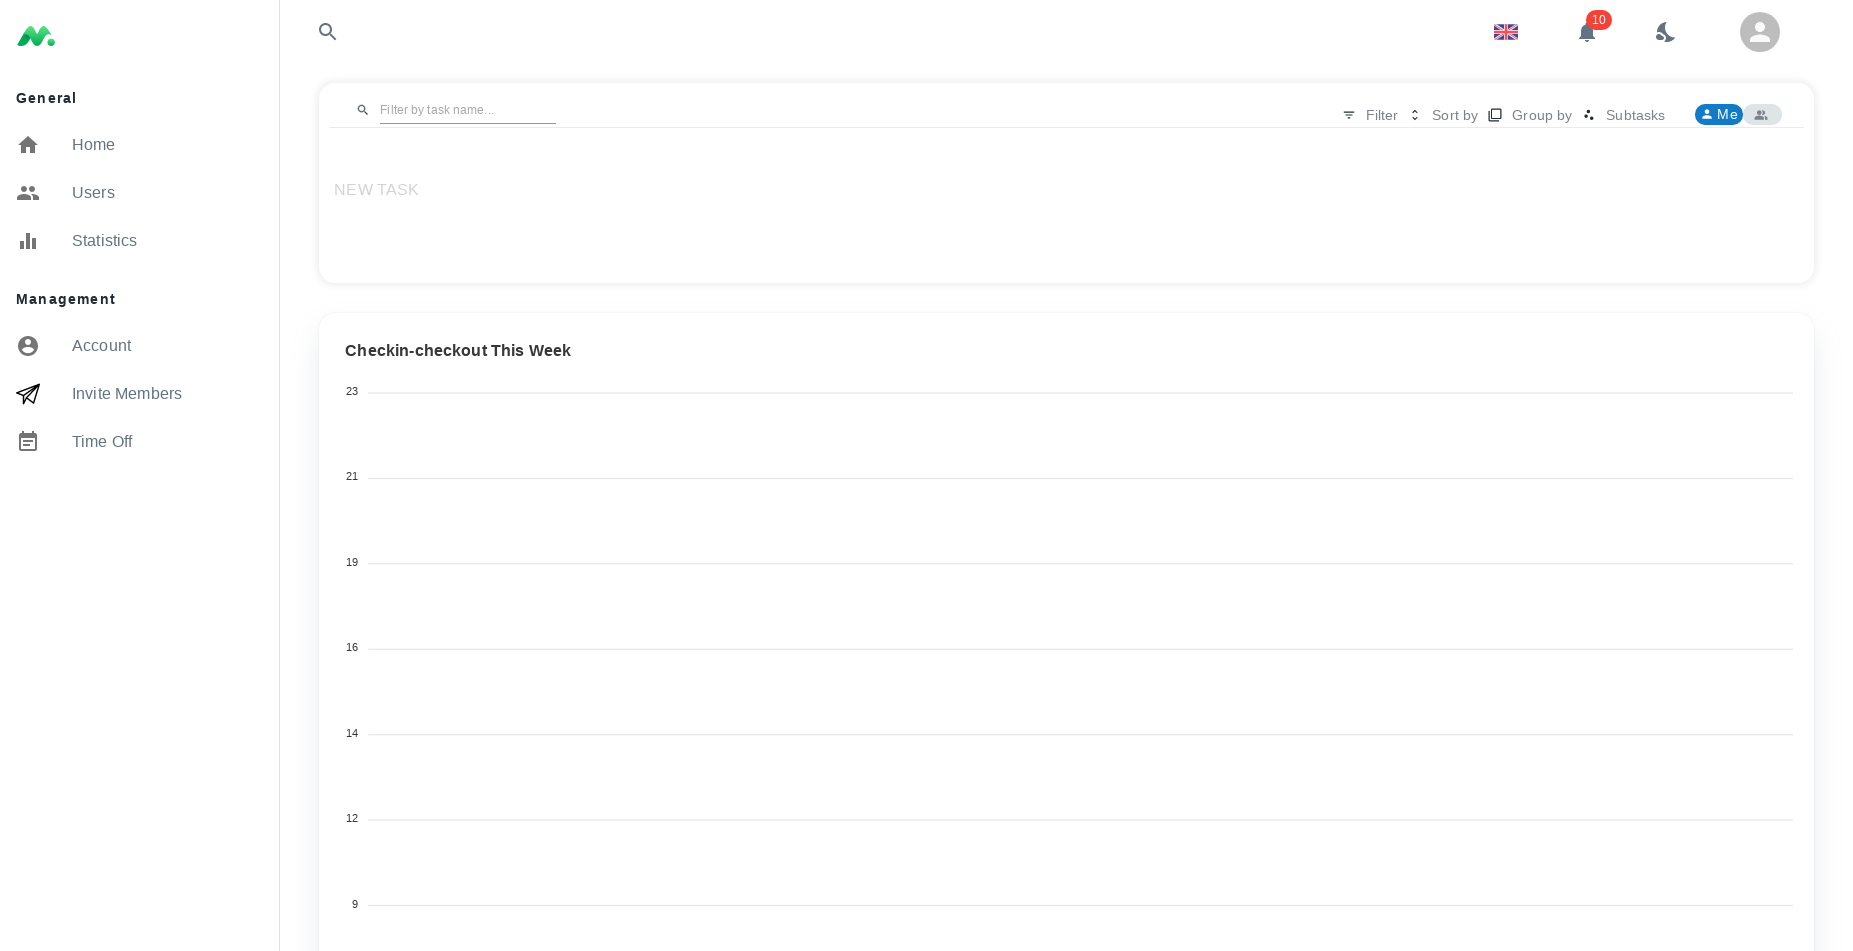 10
General
Home
Users
Statistics
Management
Account
Invite Members
Time Off
Filter by task name...
Filter
Sort by
Group by
Subtasks
Me
NEW TASK
Checkin-checkout This Week
23
21
19
16
14
12
9